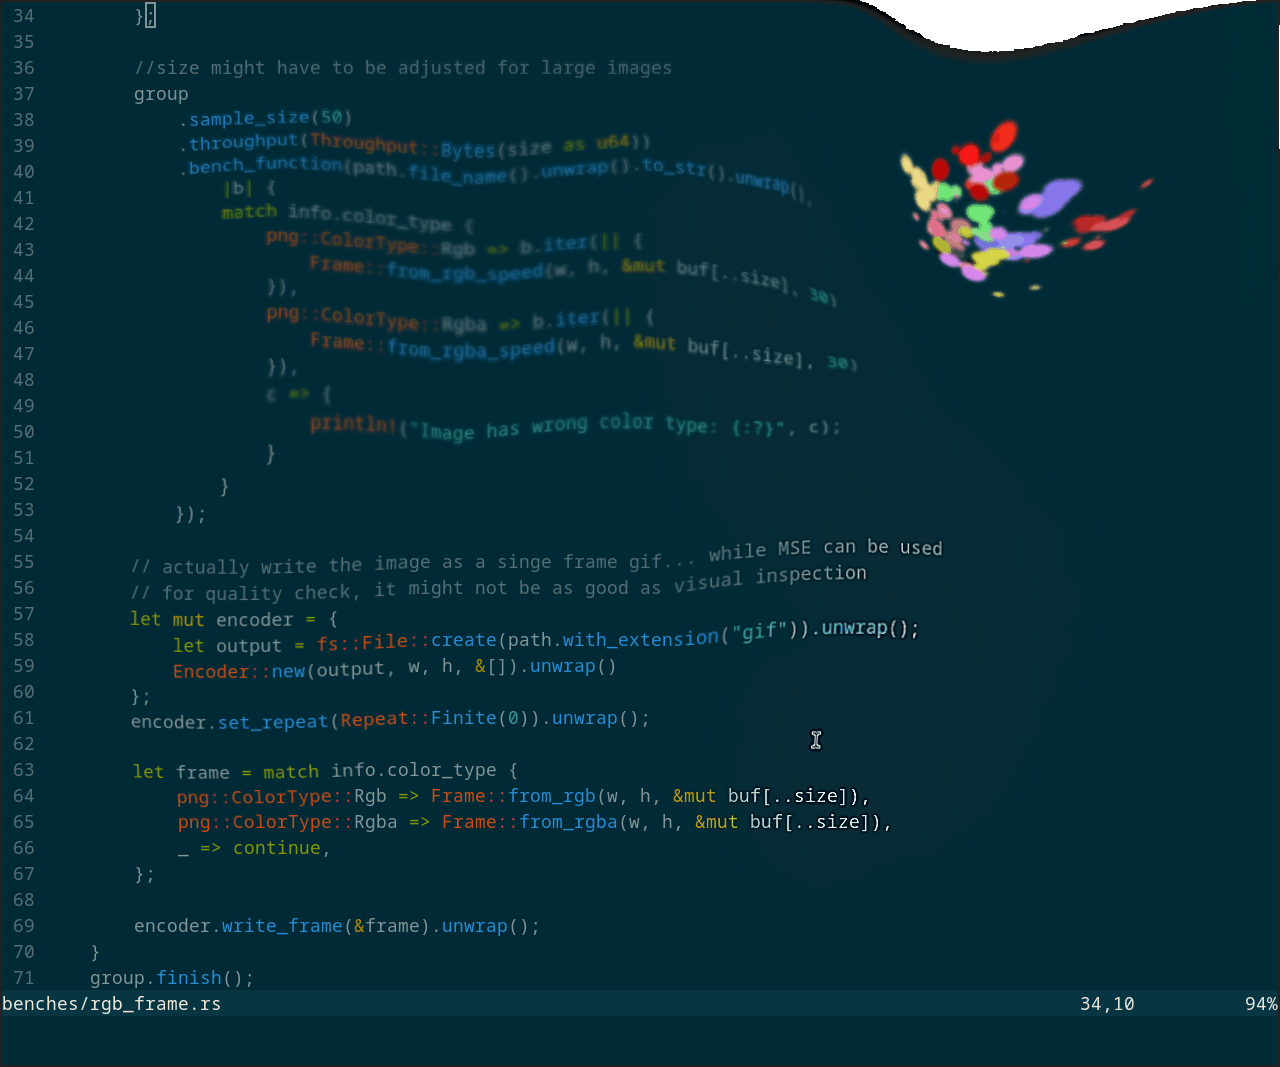 34 };
35
36 //size might have to be adjusted for large images
37 group
38 .sample_size(50)
39 .throughput(Throughput::Bytes(size as u64))
40 .bench_function(path.file_name().unwrap().to_str().unwrap(),
41 |b| {
42 match info.color_type {
43 png::ColorType::Rgb => b.iter(|| {
44 Frame::from_rgb_speed(w, h, &mut buf[..size], 30)
45 }),
46 png::ColorType::Rgba => b.iter(|| {
47 Frame::from_rgba_speed(w, h, &mut buf[..size], 30)
48 }),
49 c => {
50 println!("Image has wrong color type: {:?}", c);
51 }
52 }
53 });
54
55 // actually write the image as a singe frame gif... while MSE can be used
56 // for quality check, it might not be as good as visual inspection
57 let mut encoder = {
58 let output = fs::File::create(path.with_extension("gif")).unwrap();
59 Encoder::new(output, w, h, &[]).unwrap()
60 };
61 encoder.set_repeat(Repeat::Finite(0)).unwrap();
62
63 let frame = match info.color_type {
64 png::ColorType::Rgb => Frame::from_rgb(w, h, &mut buf[..size]),
65 png::ColorType::Rgba => Frame::from_rgba(w, h, &mut buf[..size]),
66 _ => continue,
67 };
68
69 encoder.write_frame(&frame).unwrap();
70 }
71 group.finish();
benches/rgb_frame.rs 34,10 94%